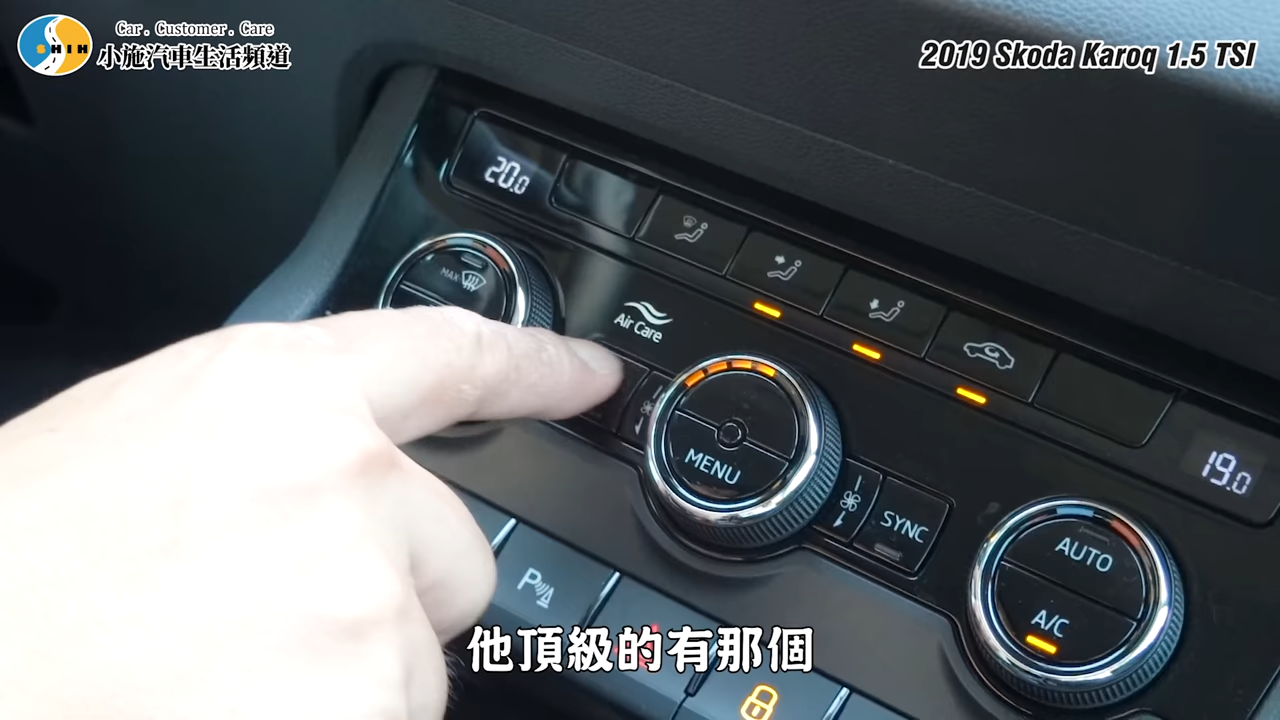 SHIH
Car. Customer. Care
小施汽車生活頻道
2019 Skoda Karoq 1.5 TSI
20.0
MAX
Air Care
MENU
SYNC
19.0
AUTO
A/C
P
他頂級的有那個